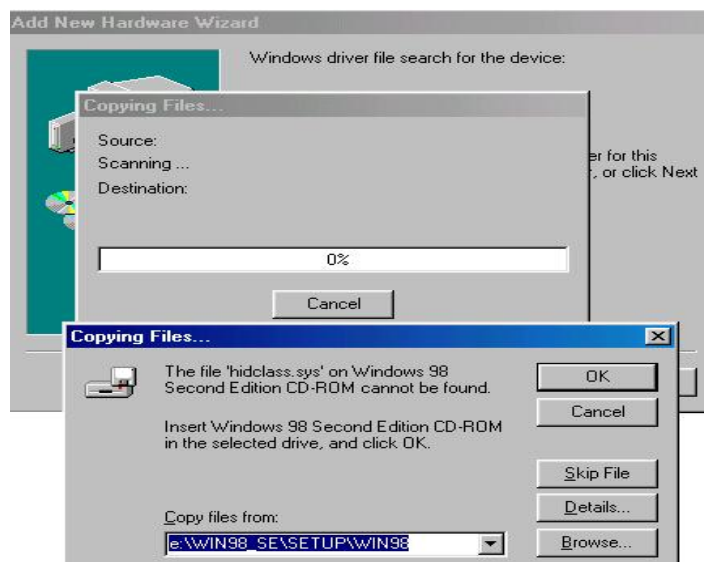 Add New Hardware Wizard
Windows driver file search for the device:
Copying Files...
Source:
Scanning ...
Destination:
er for this
, or click Next
0%
Cancel
Copying Files...
The file 'hidclass.sys' on Windows 98
Second Edition CD-ROM cannot be found.
Insert Windows 98 Second Edition CD-ROM
in the selected drive, and click OK.
OK
Cancel
Skip File
Details...
Browse...
Copy files from:
e:\WIN98_SE\SETUP\WIN98